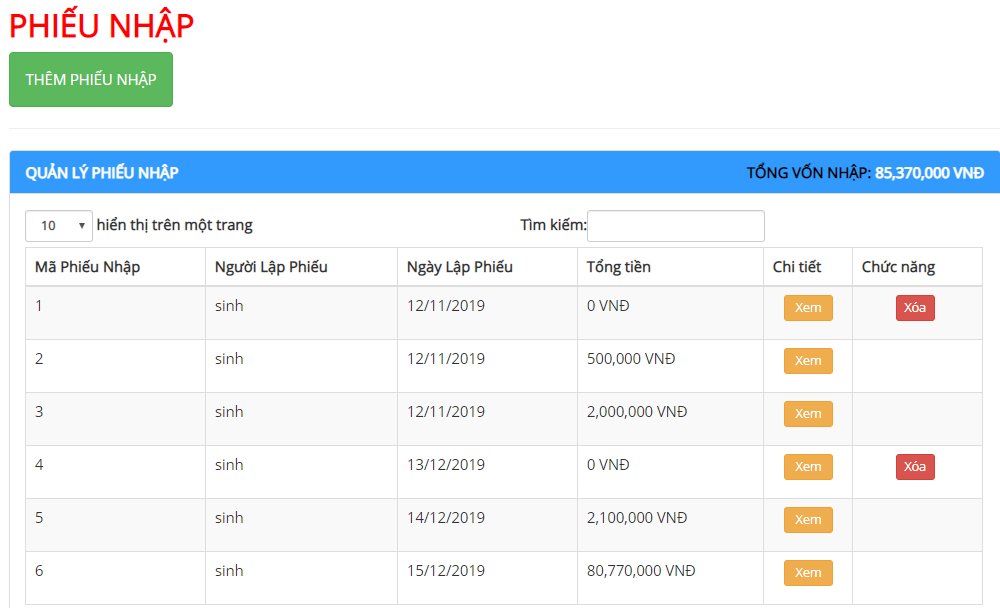 PHIẾU NHẬP
THÊM PHIẾU NHẬP
QUẢN LÝ PHIẾU NHẬP TỔNG VỐN NHẬP: 85,370,000 VNĐ
10 hiển thị trên một trang Tìm kiếm:
Mã Phiếu Nhập Người Lập Phiếu Ngày Lập Phiếu Tổng tiền Chi tiết Chức năng
1 sinh 12/11/2019 0 VNĐ Xem Xóa
2 sinh 12/11/2019 500,000 VNĐ Xem
3 sinh 12/11/2019 2,000,000 VNĐ Xem
4 sinh 13/12/2019 0 VNĐ Xem Xóa
5 sinh 14/12/2019 2,100,000 VNĐ Xem
6 sinh 15/12/2019 80,770,000 VNĐ Xem